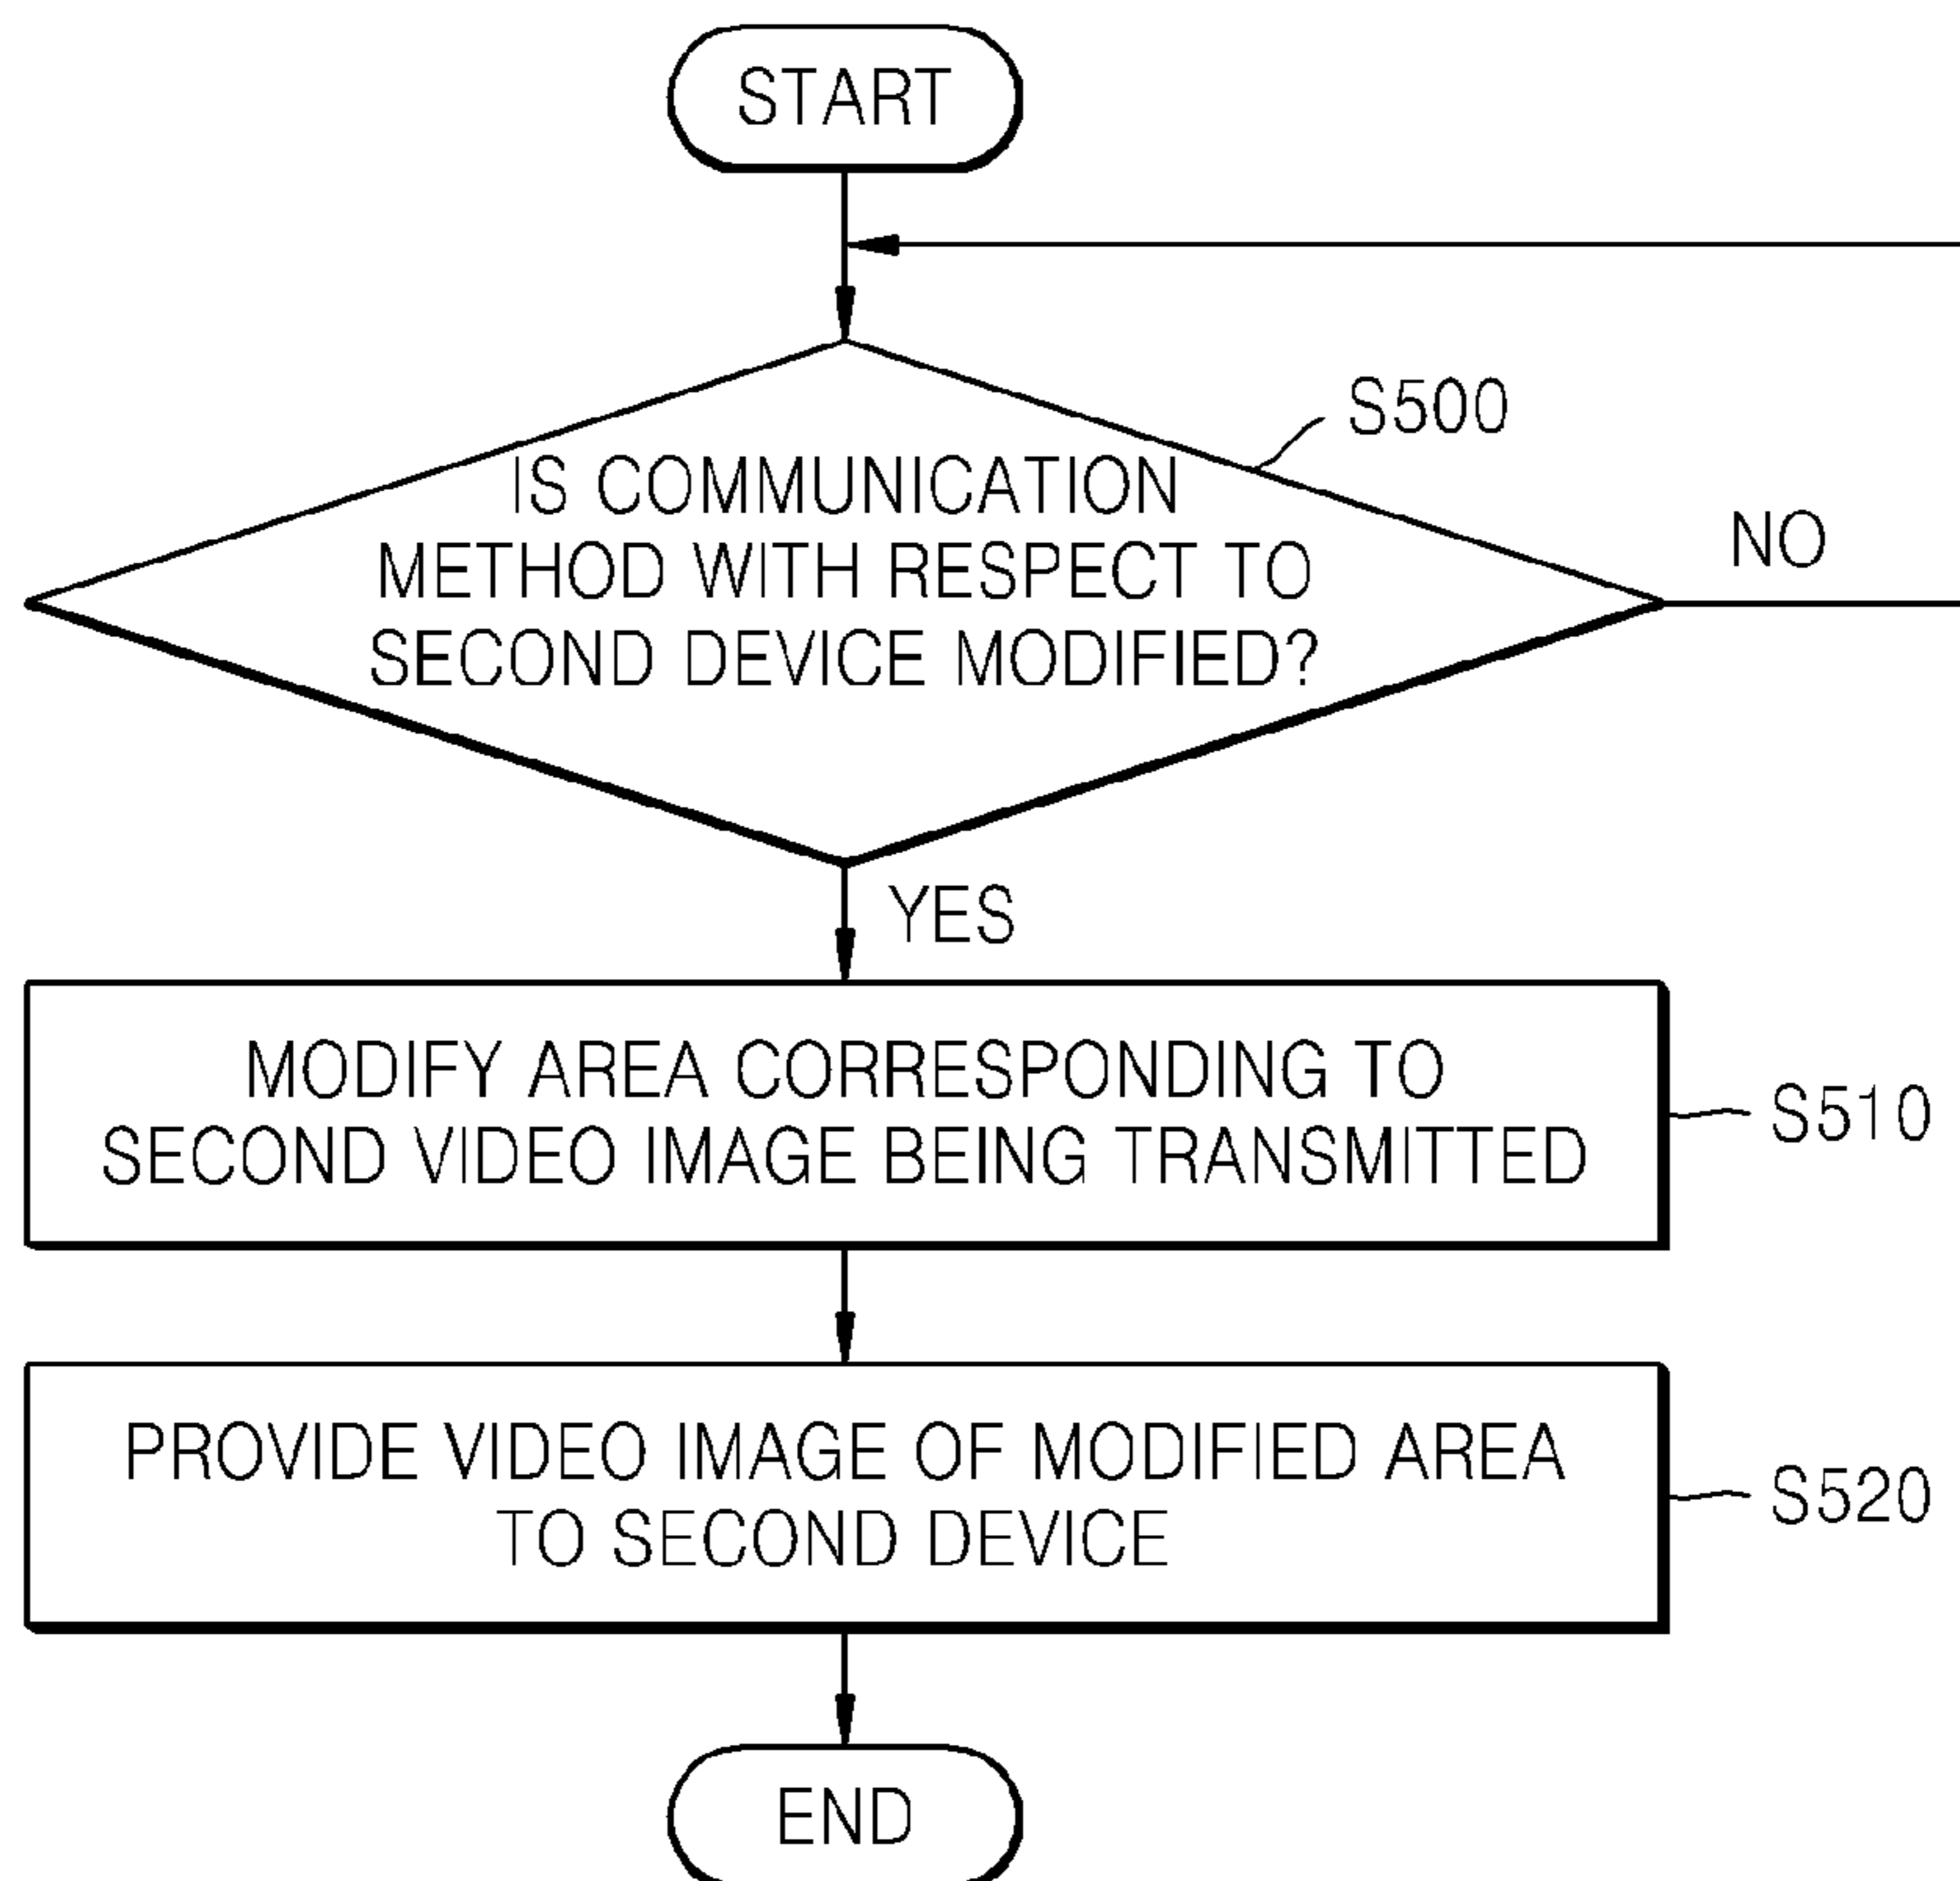 START
S500
IS COMMUNICATION
METHOD WITH RESPECT TO
SECOND DEVICE MODIFIED?
NO
YES
MODIFY AREA CORRESPONDING TO
SECOND VIDEO IMAGE BEING TRANSMITTED
S510
PROVIDE VIDEO IMAGE OF MODIFIED AREA
TO SECOND DEVICE
S520
END